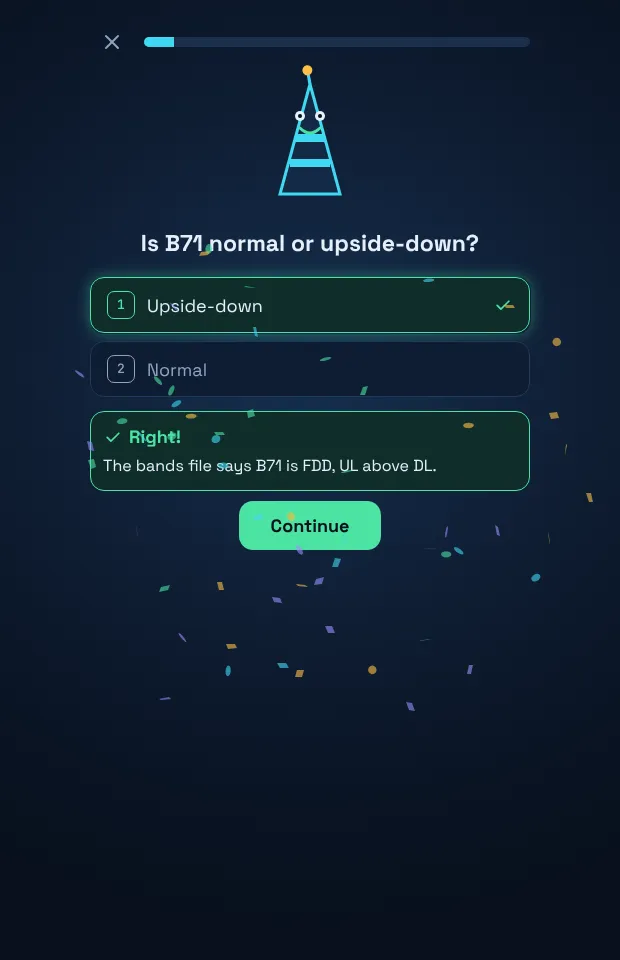 Is B71 normal or upside-down?
1 Upside-down
2 Normal
Right!
The bands file says B71 is FDD, UL above DL.
Continue